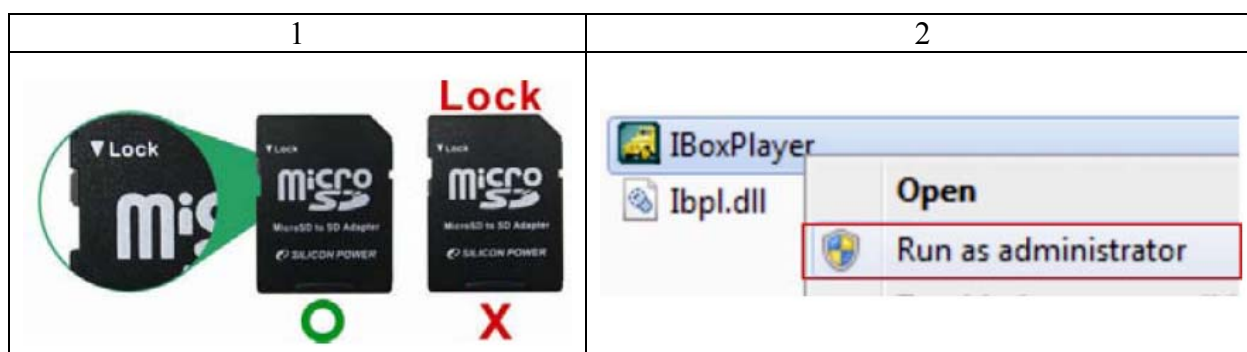 1
2
Lock
▼Lock
Mic
▼Lock
Micro
SD
MicroSD to SD Adapter
SILICON POWER
▼Lock
Micro
SD
MicroSD to SD Adapter
SILICON POWER
O
X
IBoxPlayer
Ibpl.dll
Open
Run as administrator